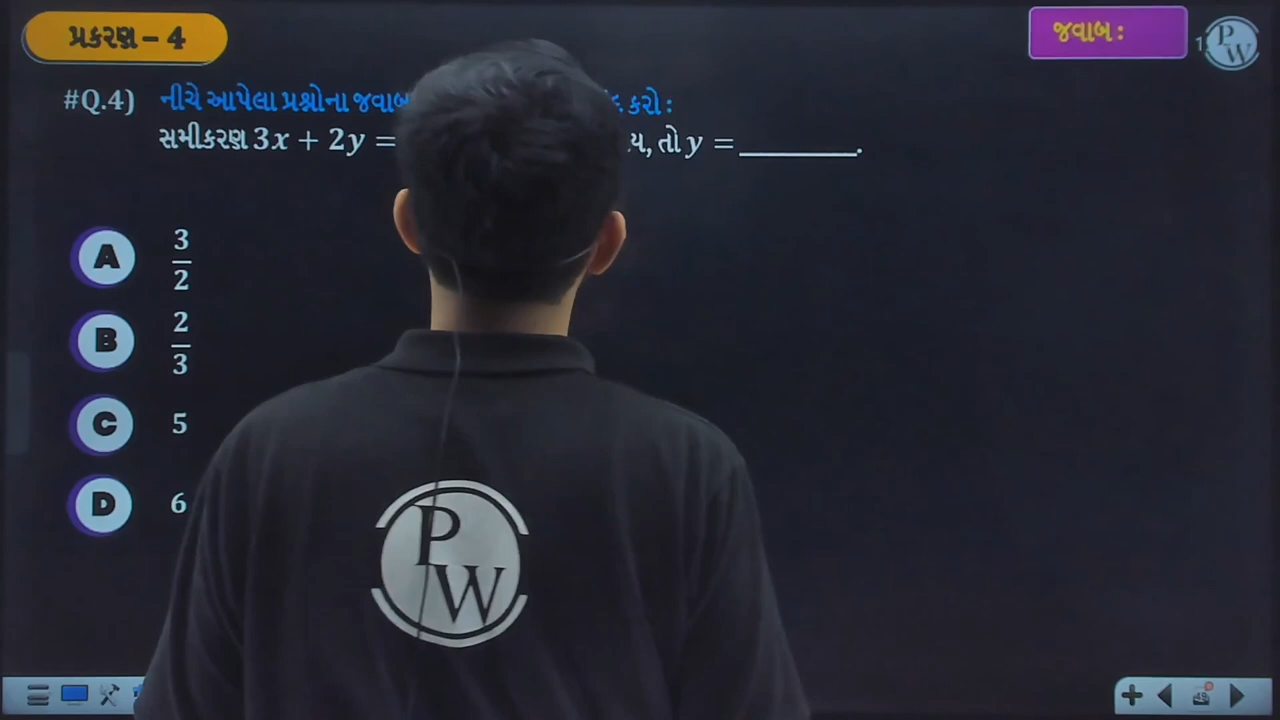 પ્રકરણ – 4
જવાબ :
PW
#Q.4) નીચે આપેલા પ્રશ્નોના કરો :
સમીકરણ 3x + 2y = તો y = ________.
A 3/2
B 2/3
C 5
D 6
PW